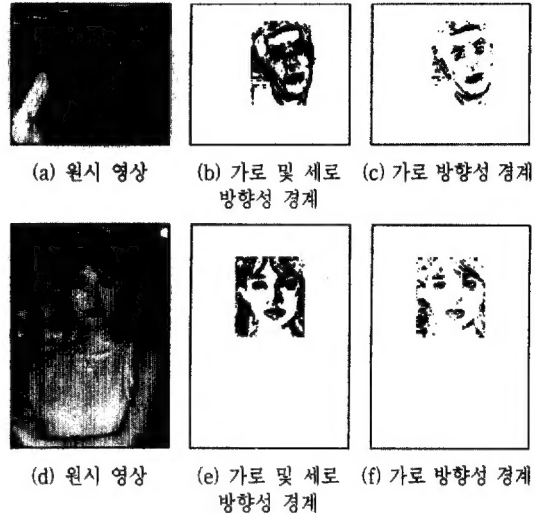 (a) 원시 영상
(b) 가로 및 세로
방향성 경계
(c) 가로 방향성 경계
(d) 원시 영상
(e) 가로 및 세로
방향성 경계
(f) 가로 방향성 경계